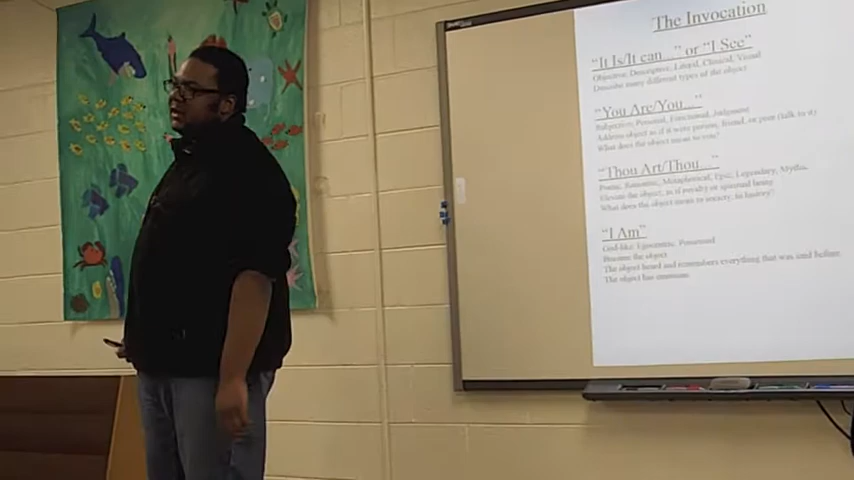 The Invocation
"It Is/It can..." or "I See"
Objective, Descriptive, Literal, Clinical, Visual
Describe many different types of the object.
"You Are/You..."
Subjective, Personal, Emotional, Judgment
Address object as if it were parent, friend, or peer (talk to it)
What does the object mean to one?
"Thou Art/Thou..."
Poetic, Romantic, Metaphorical, Epic, Legendary, Mythic
Elevate the object, as if royalty or spiritual being
What does the object mean to society, to history?
"I Am"
God-like, Egocentric, Possessed
Become the object
The object heard and remembers everything that was said before
The object has